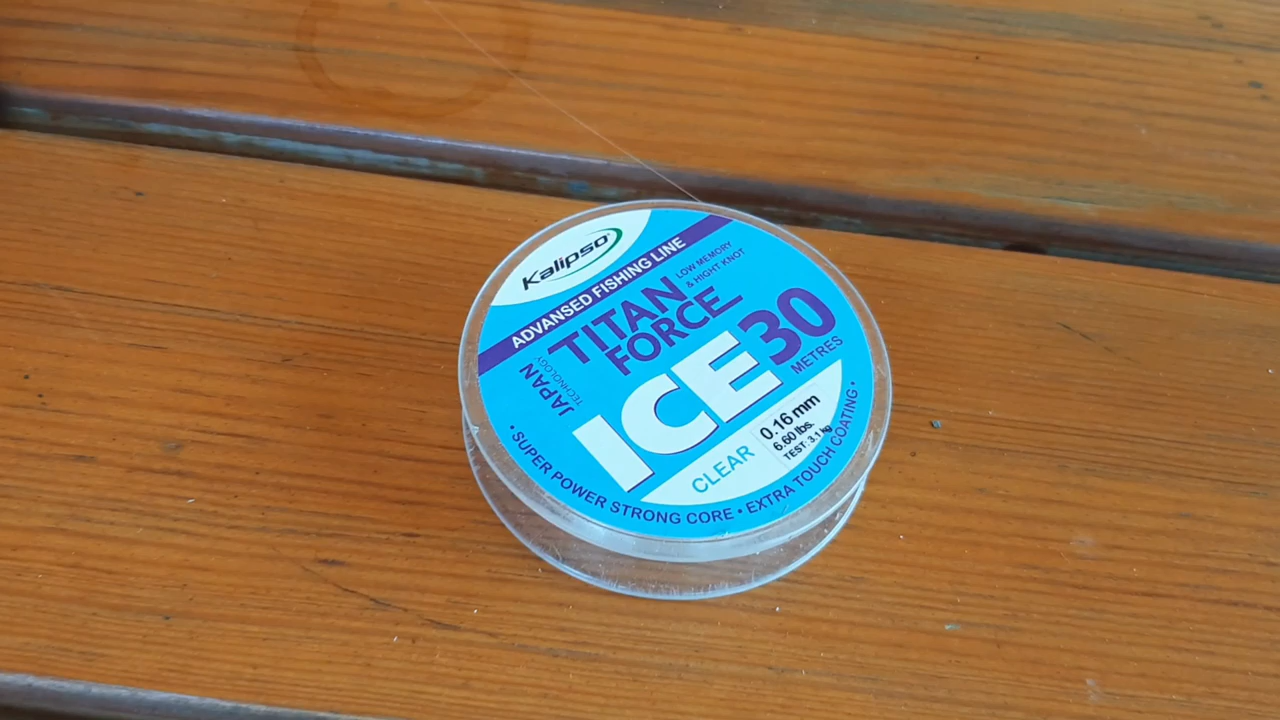 Kalipso
ADVANSED FISHING LINE
TITAN
FORCE
LOW MEMORY
& HIGHT KNOT
JAPAN
TECHNOLOGY
ICE
30
METRES
CLEAR
0.16 mm
6.60 lbs.
TEST: 3.1 kg
• SUPER POWER STRONG CORE • EXTRA TOUCH COATING •